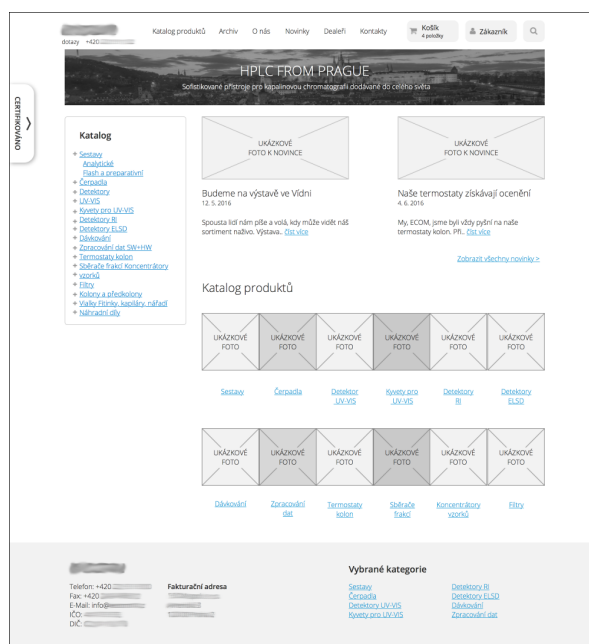 Katalog produktů Archiv O nás Novinky Dealeři Kontakty Košík Zákazník
4 položky
dotazy +420
HPLC FROM PRAGUE
Sofistikované přístroje pro kapalinovou chromatografii dodávané do celého světa
CERTIFIKOVÁNO
Katalog
+ Sestavy
Analytické
Flash a preparativní
+ Čerpadla
+ Detektory
+ UV-VIS
+ Kyvety pro UV-VIS
+ Detektory RI
+ Detektory ELSD
+ Dávkování
+ Zpracování dat SW+HW
+ Termostaty kolon
+ Sběrače frakcí Koncentrátory
+ vzorků
+ Filtry
+ Kolony a předkolony
+ Vialky Fitinky, kapiláry, nářadí
+ Náhradní díly
UKÁZKOVÉ
FOTO K NOVINCE
Budeme na výstavě ve Vídni
12. 5. 2016
Spousta lidí nám píše a volá, kdy může vidět náš
sortiment naživo. Výstava.. číst více
UKÁZKOVÉ
FOTO K NOVINCE
Naše termostaty získávají ocenění
4. 6. 2016
My, ECOM, jsme byli vždy pyšní na naše
termostaty kolon. Při.. číst více
Zobrazit všechny novinky >
Katalog produktů
UKÁZKOVÉ UKÁZKOVÉ UKÁZKOVÉ UKÁZKOVÉ UKÁZKOVÉ UKÁZKOVÉ
FOTO FOTO FOTO FOTO FOTO FOTO
Sestavy Čerpadla Detektor Kyvety pro Detektory Detektory
UV-VIS UV-VIS RI ELSD
UKÁZKOVÉ UKÁZKOVÉ UKÁZKOVÉ UKÁZKOVÉ UKÁZKOVÉ UKÁZKOVÉ
FOTO FOTO FOTO FOTO FOTO FOTO
Dávkování Zpracování Termostaty Sběrače Koncentrátory Filtry
dat kolon frakcí vzorků
Telefon: +420
Fax: +420
E-Mail: info@
IČO:
DIČ:
Fakturační adresa
Vybrané kategorie
Sestavy Detektory RI
Čerpadla Detektory ELSD
Detektory UV-VIS Dávkování
Kyvety pro UV-VIS Zpracování dat